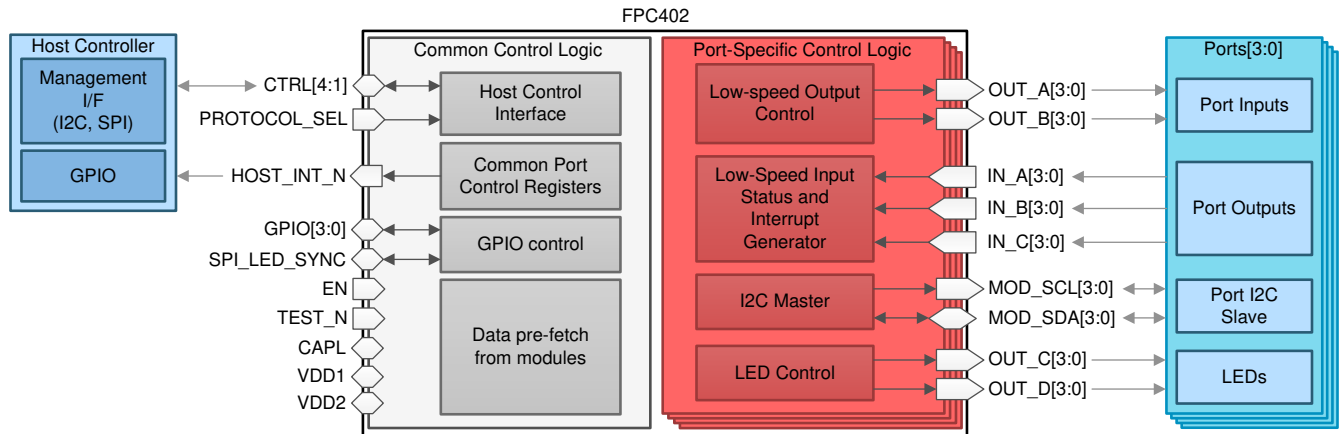 FPC402
Host Controller
Management
I/F
(I2C, SPI)
GPIO
CTRL[4:1]
PROTOCOL_SEL
HOST_INT_N
GPIO[3:0]
SPI_LED_SYNC
EN
TEST_N
CAPL
VDD1
VDD2
Common Control Logic
Host Control
Interface
Common Port
Control Registers
GPIO control
Data pre-fetch
from modules
Port-Specific Control Logic
Low-speed Output
Control
Low-Speed Input
Status and
Interrupt
Generator
I2C Master
LED Control
OUT_A[3:0]
OUT_B[3:0]
IN_A[3:0]
IN_B[3:0]
IN_C[3:0]
MOD_SCL[3:0]
MOD_SDA[3:0]
OUT_C[3:0]
OUT_D[3:0]
Ports[3:0]
Port Inputs
Port Outputs
Port I2C
Slave
LEDs